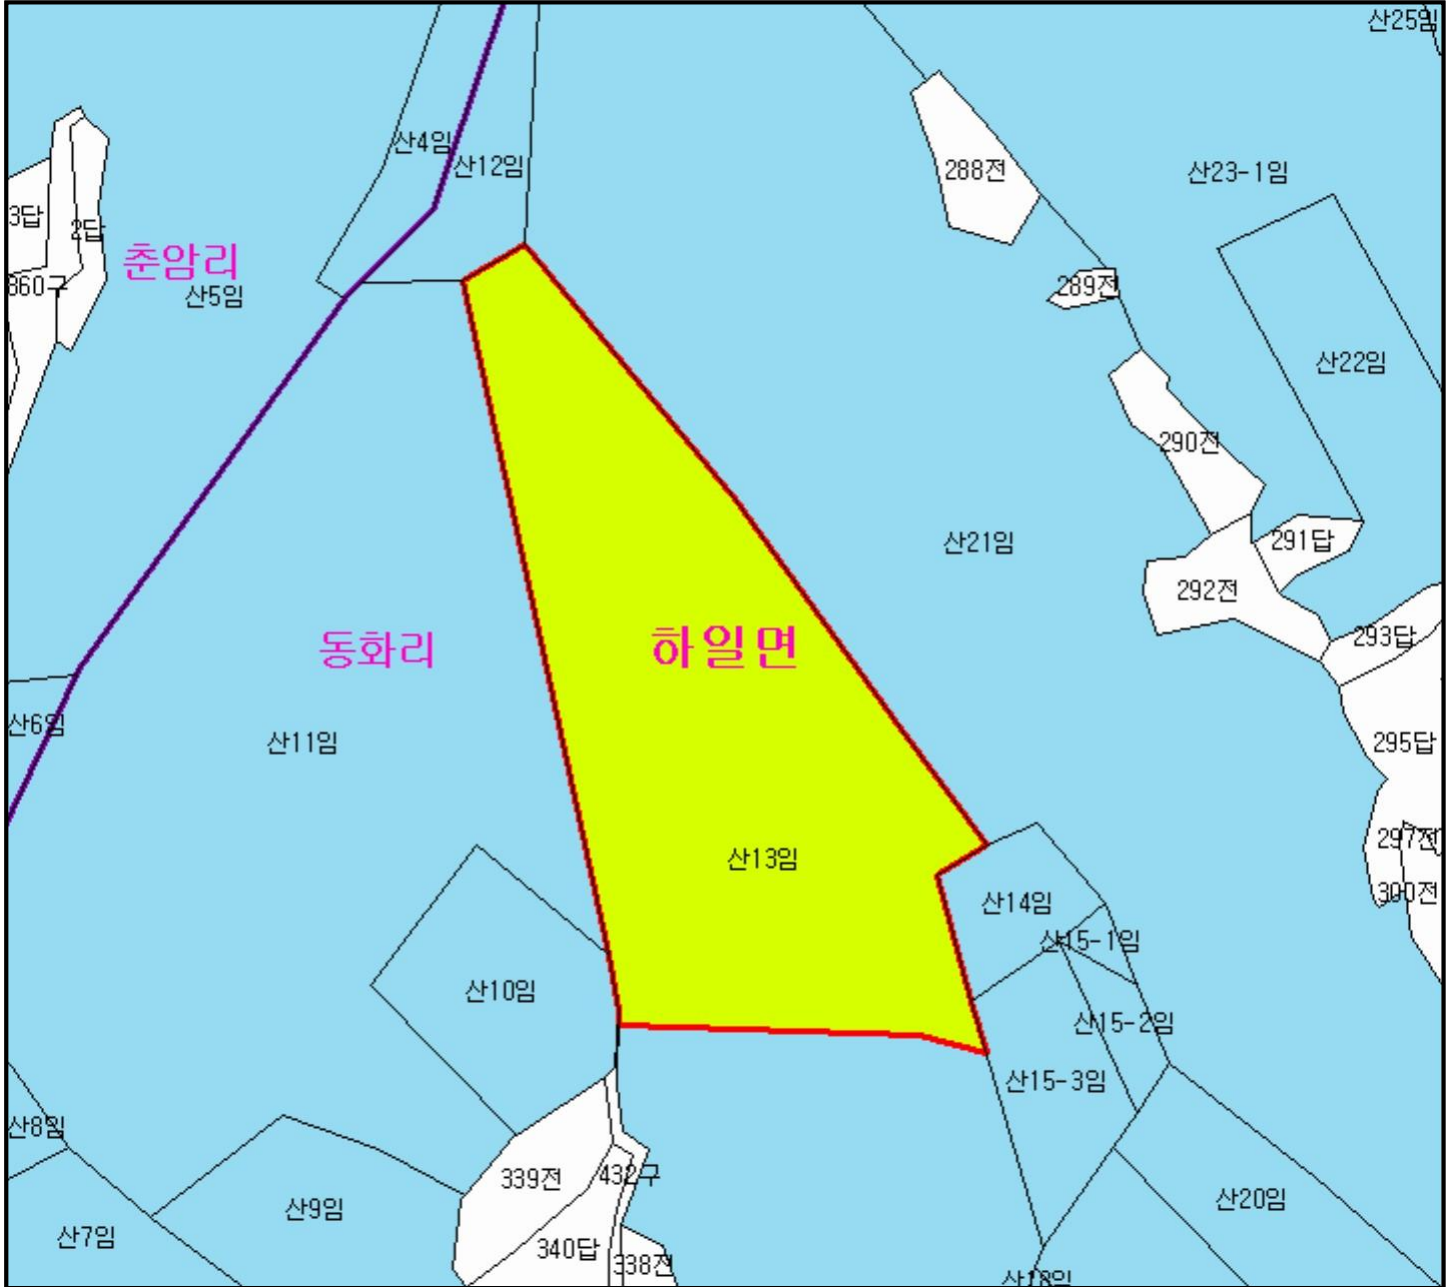 산25임
산4임
산12임
288전
산23-1임
3답
2답
춘암리
860구
산5임
289전
산22임
290전
산21임
291답
292전
동화리
하일면
293답
산6임
산11임
295답
297전
산13임
300전
산14임
산15-1임
산10임
산15-2임
산15-3임
산8임
339전
432구
산9임
산20임
산7임
340답
338전
산18임